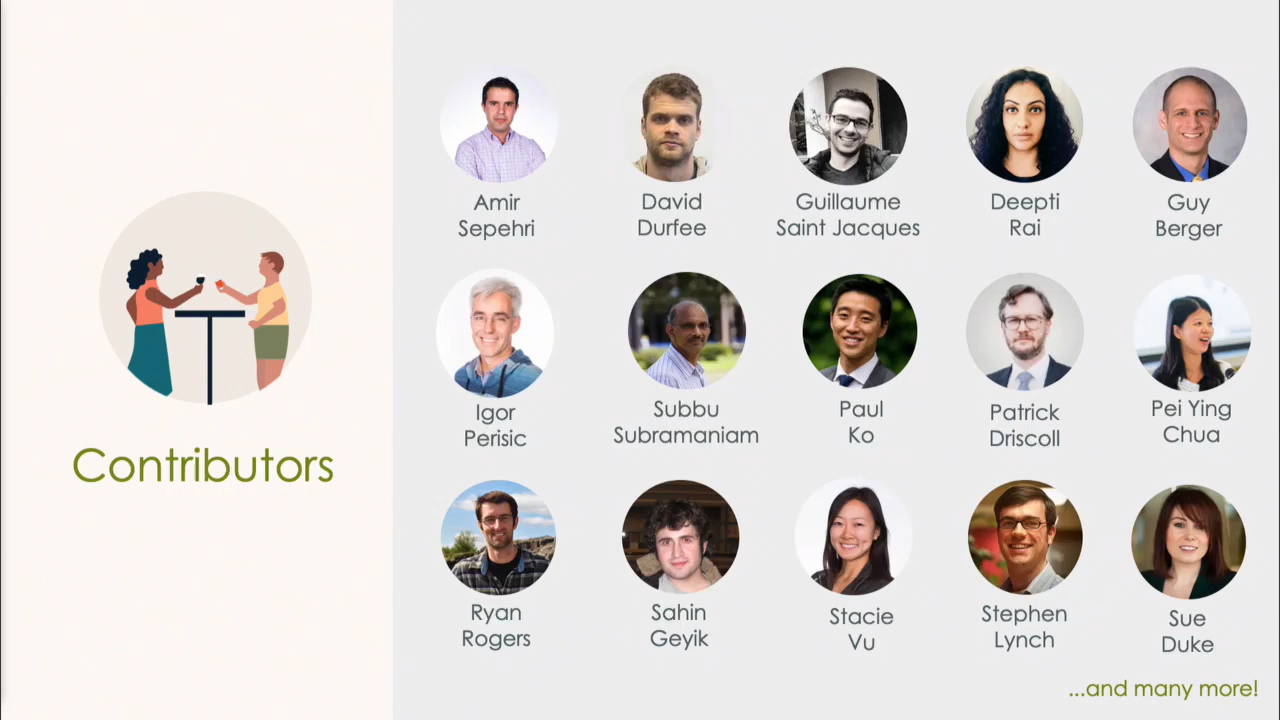 Contributors
Amir
Sepehri
David
Durfee
Guillaume
Saint Jacques
Deepti
Rai
Guy
Berger
Igor
Perisic
Subbu
Subramaniam
Paul
Ko
Patrick
Driscoll
Pei Ying
Chua
Ryan
Rogers
Sahin
Geyik
Stacie
Vu
Stephen
Lynch
Sue
Duke
...and many more!